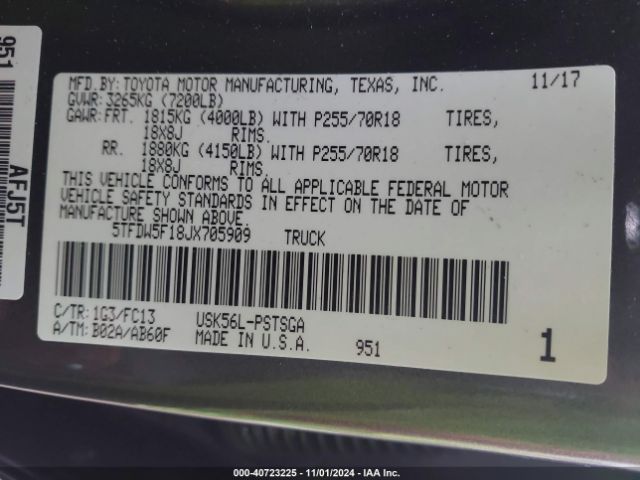 951
AFJ5T
MFD.BY:TOYOTA MOTOR MANUFACTURING, TEXAS, INC. 11/17
GVWR: 3265KG (7200LB)
GAWR:FRT. 1815KG (4000LB) WITH P255/70R18 TIRES,
18X8J RIMS.
RR. 1880KG (4150LB) WITH P255/70R18 TIRES,
18X8J RIMS.
THIS VEHICLE CONFORMS TO ALL APPLICABLE FEDERAL MOTOR
VEHICLE SAFETY STANDARDS IN EFFECT ON THE DATE OF
MANUFACTURE SHOWN ABOVE.
5TFDW5F18JX705909 TRUCK
C/TR: 1G3/FC13 USK56L-PSTSGA
A/TM: B02A/AB60F MADE IN U.S.A. 951 1
000-40723225 - 11/01/2024 - IAA Inc.